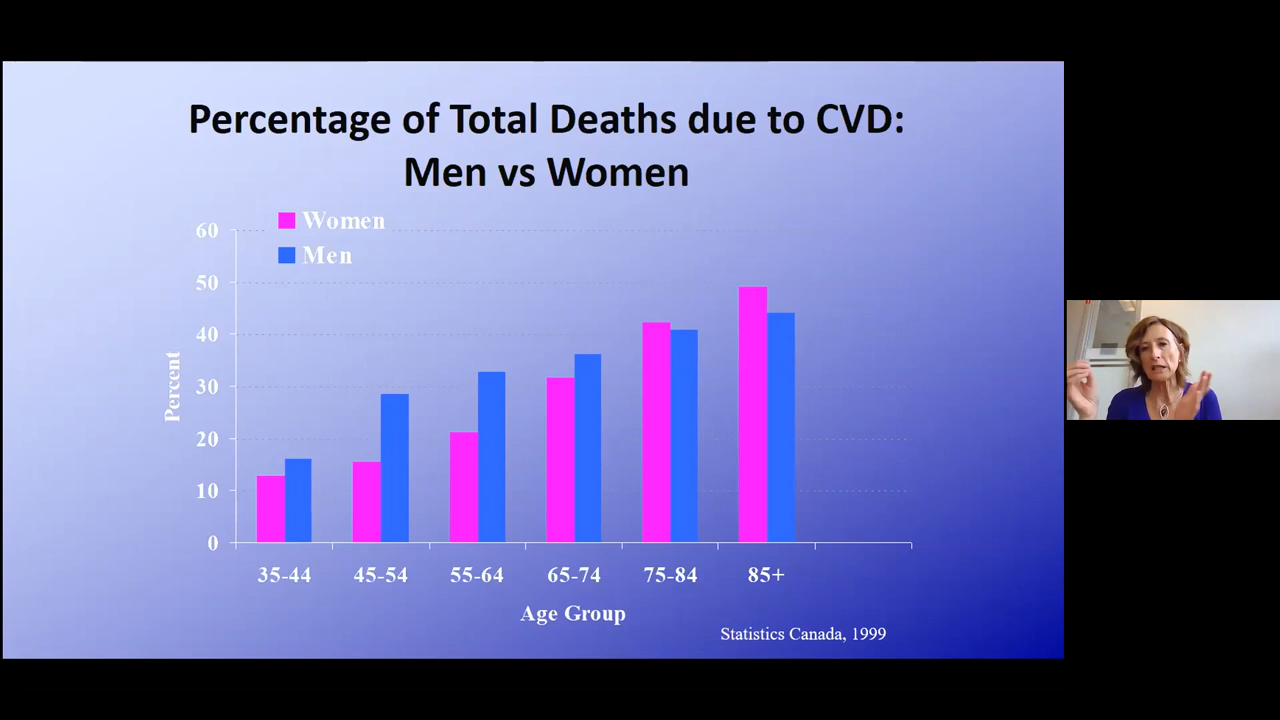 Percentage of Total Deaths due to CVD:
Men vs Women
Women
Men
60
50
40
30
20
10
0
Percent
35-44 45-54 55-64 65-74 75-84 85+
Age Group
Statistics Canada, 1999